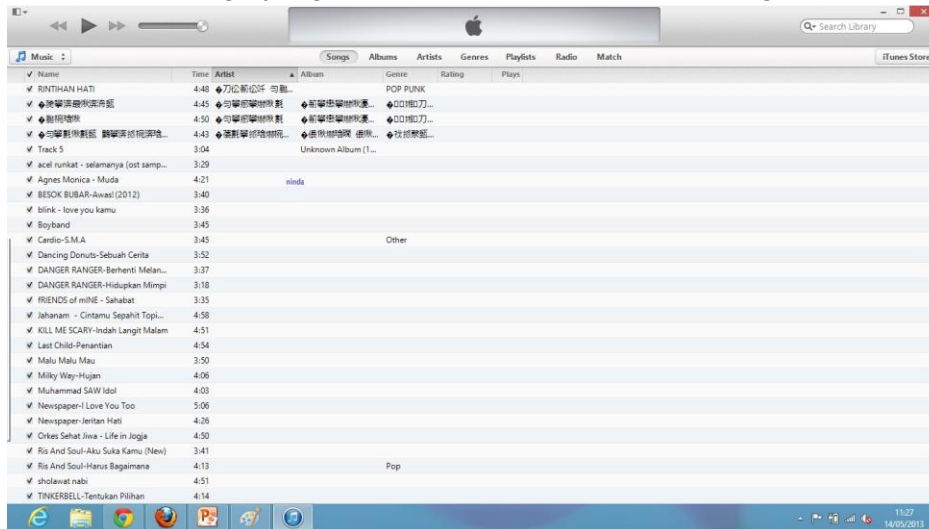 Search Library
Music
Songs Albums Artists Genres Playlists Radio Match
iTunes Store
Name Time Artist Album Genre Rating Plays
RINTIHAN HATI 4:48 POP PUNK
4:45
4:50
4:43
Track 5 3:04 Unknown Album (1...
acel runkat - selamanya (ost samp... 3:29
Agnes Monica - Muda 4:21
ninda
BESOK BUBAR-Awas! (2012) 3:40
blink - love you kamu 3:36
Boyband 3:45
Cardio-S.M.A 3:45 Other
Dancing Donuts-Sebuah Cerita 3:52
DANGER RANGER-Berhenti Melan... 3:37
DANGER RANGER-Hidupkan Mimpi 3:18
fRIENDS of mINE - Sahabat 3:35
Jahanam - Cintamu Sepahit Topi... 4:58
KILL ME SCARY-Indah Langit Malam 4:51
Last Child-Penantian 4:54
Malu Malu Mau 3:50
Milky Way-Hujan 4:06
Muhammad SAW Idol 4:03
Newspaper-I Love You Too 5:06
Newspaper-Jeritan Hati 4:26
Orkes Sehat Jiwa - Life in Jogja 4:50
Ris And Soul-Aku Suka Kamu (New) 3:41
Ris And Soul-Harus Bagaimana 4:13 Pop
sholawat nabi 4:51
TINKERBELL-Tentukan Pilihan 4:14
11:27
14/05/2013